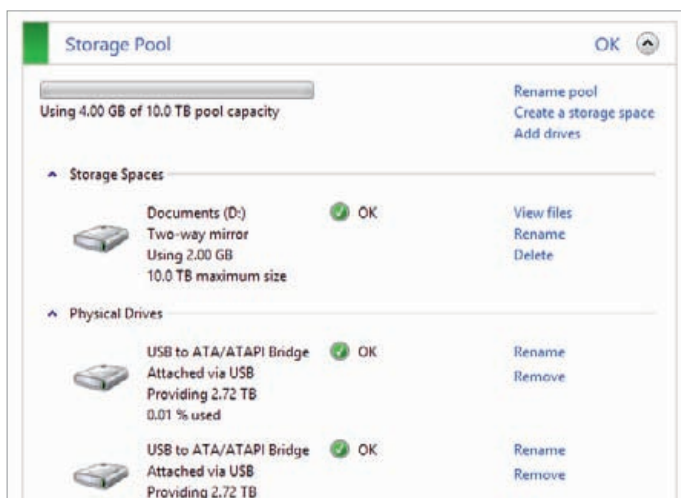 Storage Pool OK
Using 4.00 GB of 10.0 TB pool capacity
Rename pool
Create a storage space
Add drives
Storage Spaces
Documents (D:) OK View files
Two-way mirror Rename
Using 2.00 GB Delete
10.0 TB maximum size
Physical Drives
USB to ATA/ATAPI Bridge OK Rename
Attached via USB Remove
Providing 2.72 TB
0.01 % used
USB to ATA/ATAPI Bridge OK Rename
Attached via USB Remove
Providing 2.72 TB